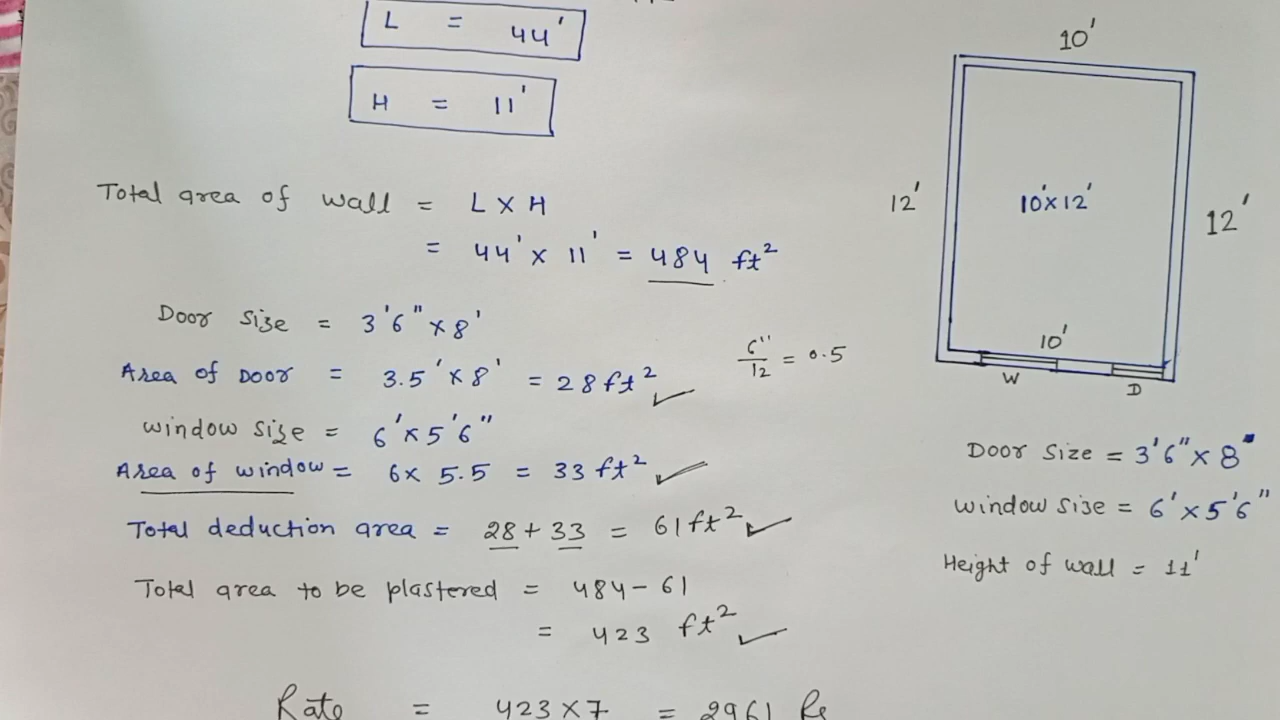 L = 44'
H = 11'
Total area of wall = L X H
= 44' x 11' = 484 ft²
Door Size = 3'6" x 8'
6"/12 = 0.5
Area of Door = 3.5' x 8' = 28 ft²
window size = 6' x 5'6"
Area of window = 6 x 5.5 = 33 ft²
Total deduction area = 28 + 33 = 61 ft²
Total area to be plastered = 484 - 61
= 423 ft²
Rate = 423 X 7 = 2961 Rs
10'
12'
10' x 12'
12'
10'
W
D
Door Size = 3'6" x 8'
window size = 6' x 5'6"
Height of wall = 11'